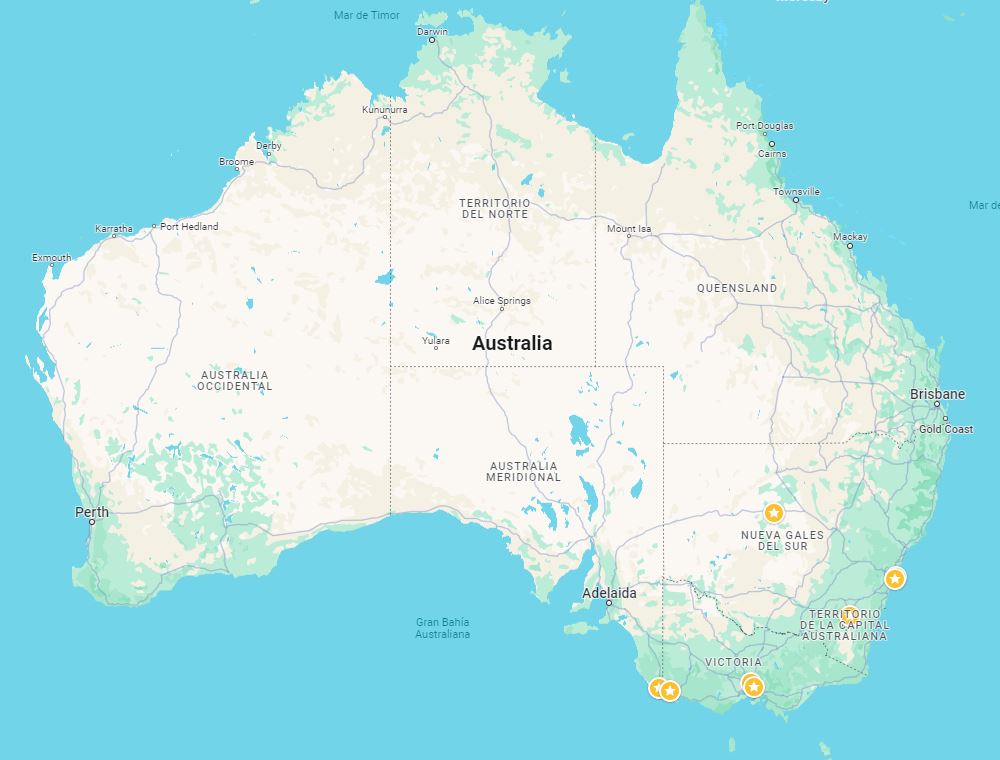 Mar de Timor
Darwin
Kununurra
Port Douglas
Derby
Cairns
Broome
Townsville
TERRITORIO
DEL NORTE
Mar de
Karratha
Port Hedland
Mount Isa
Mackay
Exmouth
QUEENSLAND
Alice Springs
Yulara
Australia
AUSTRALIA
OCCIDENTAL
Brisbane
Gold Coast
AUSTRALIA
MERIDIONAL
Perth
NUEVA GALES
DEL SUR
Adelaida
TERRITORIO
DE LA CAPITAL
AUSTRALIANA
Gran Bahía
Australiana
VICTORIA